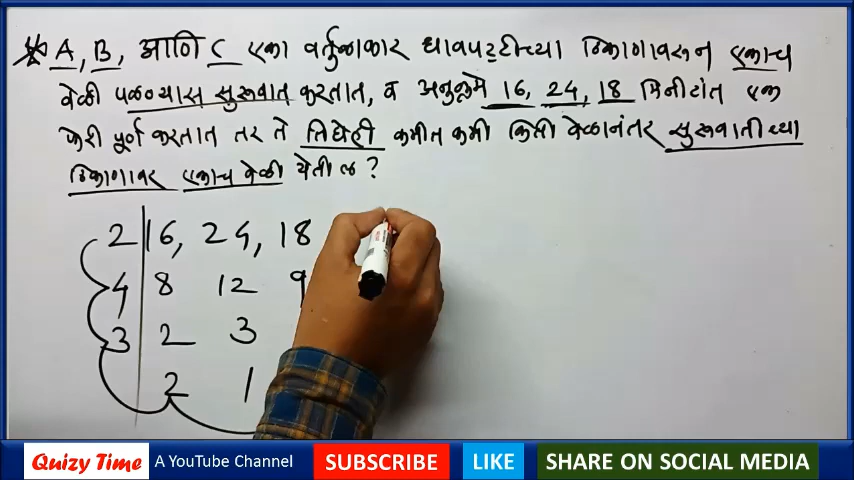 * A, B, आणि C एका वर्तुळाकार धावपट्टीच्या ठिकाणावरून एकाच
वेळी पळण्यास सुरूवात करतात, व अनुक्रमे 16, 24, 18 मिनीटांत एक
फेरी पूर्ण करतात तर ते तिघेही कमीत कमी किती वेळानंतर सुरूवातीच्या
ठिकाणावर एकाच वेळी येतील ?
2 16, 24, 18
4 8 12 9
3 2 3
2 1
Quizy Time A YouTube Channel SUBSCRIBE LIKE SHARE ON SOCIAL MEDIA